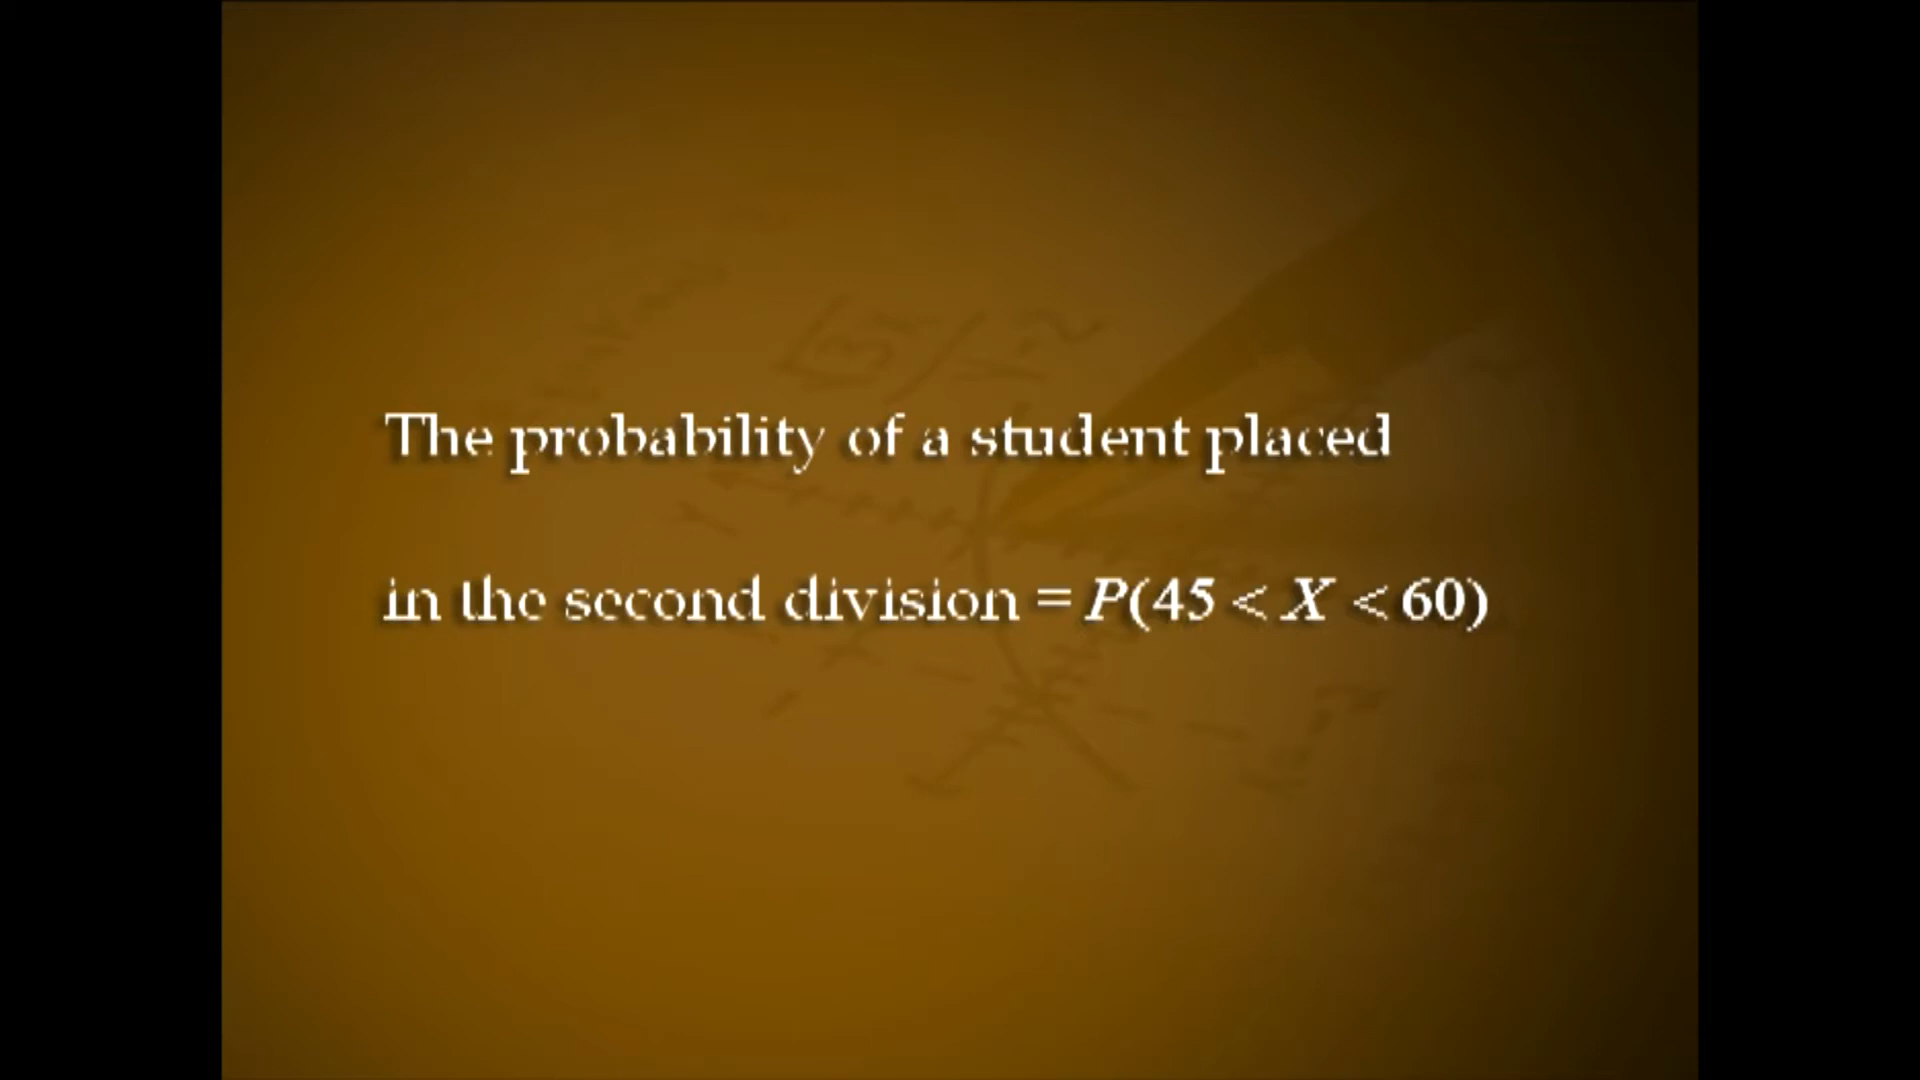 The probability of a student placed
in the second division = P(45 < X < 60)